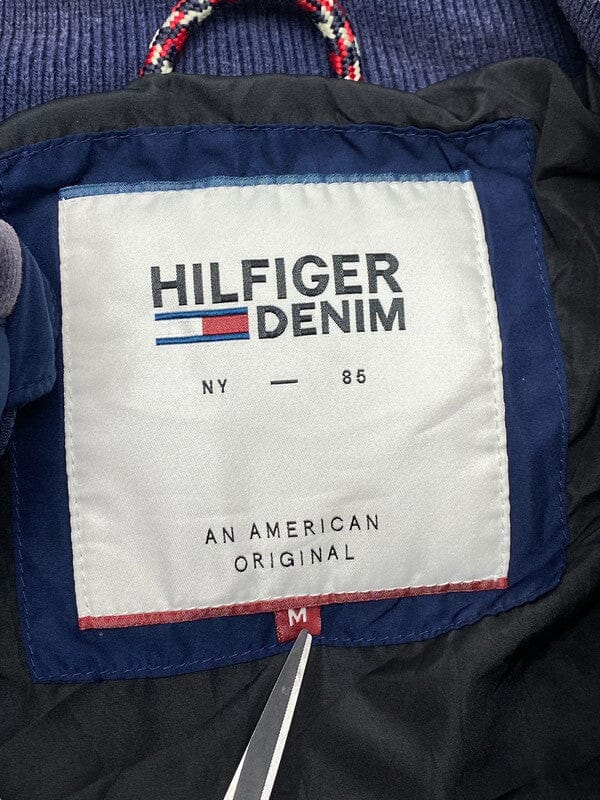 HILFIGER
DENIM
NY — 85
AN AMERICAN
ORIGINAL
M